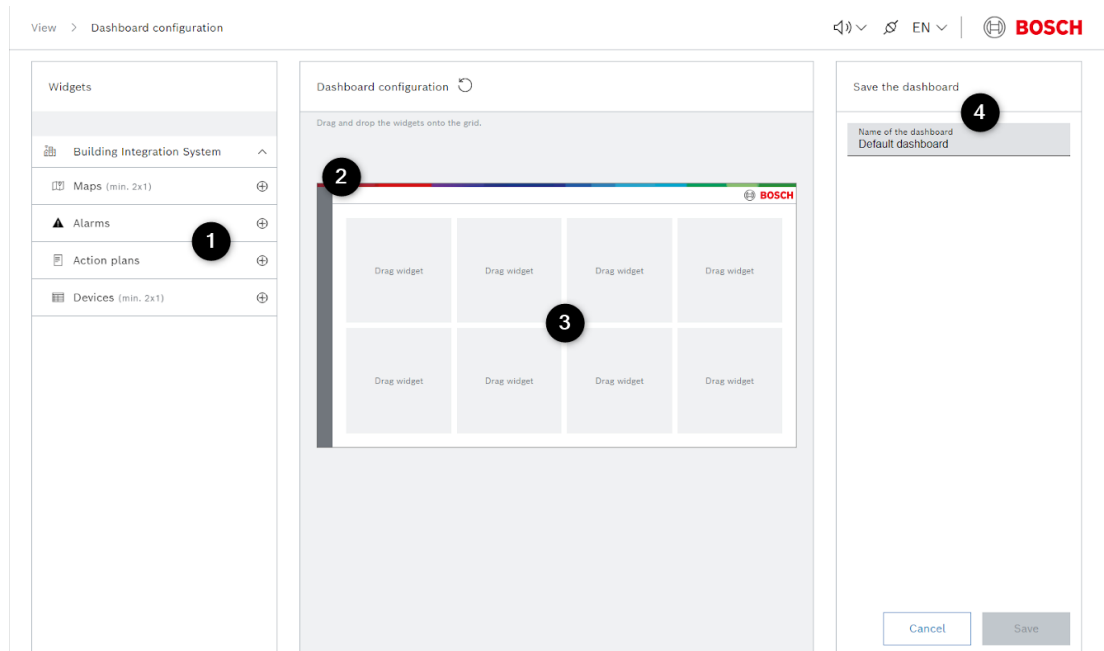 View > Dashboard configuration
EN
BOSCH
Widgets
Building Integration System
Maps (min. 2x1)
Alarms
Action plans
Devices (min. 2x1)
1
Dashboard configuration
Drag and drop the widgets onto the grid.
2
BOSCH
Drag widget Drag widget Drag widget Drag widget
3
Drag widget Drag widget Drag widget Drag widget
Save the dashboard
4
Name of the dashboard
Default dashboard
Cancel Save